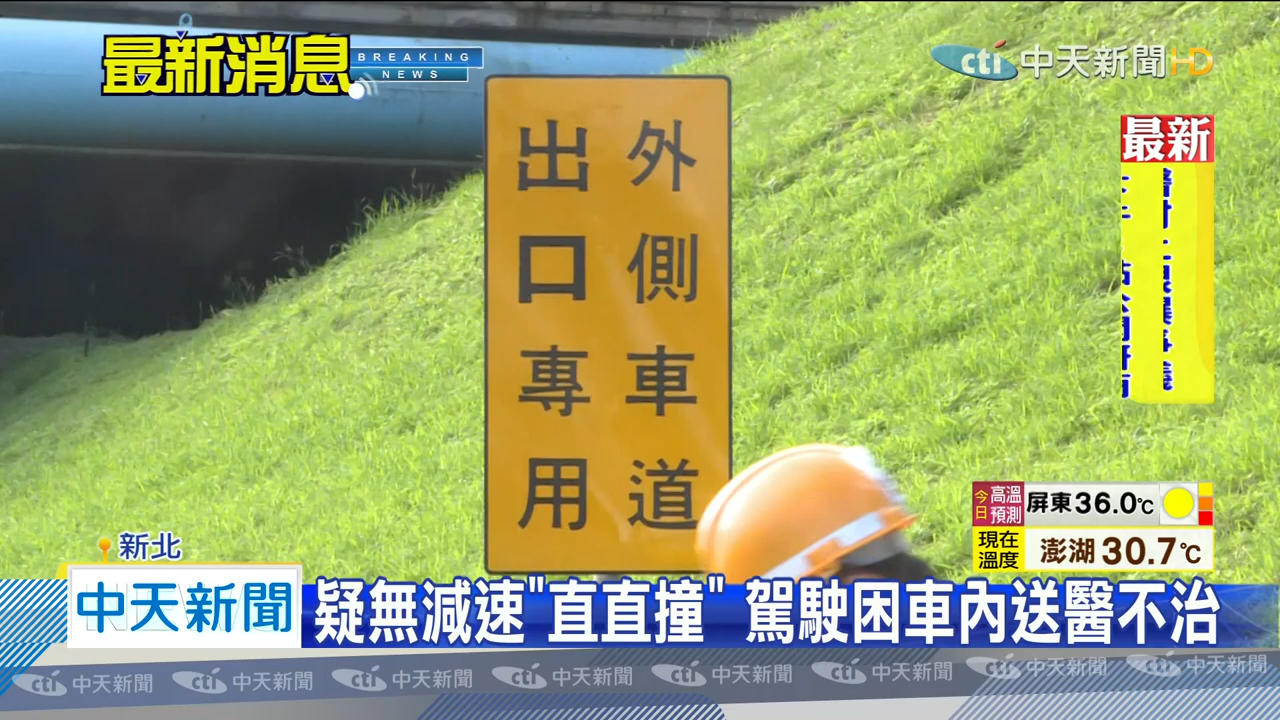 最新消息
BREAKING
NEWS
cti 中天新聞HD
外側車道
出口專用
最新
今日
高溫
預測
屏東36.0℃
現在
溫度
澎湖30.7℃
新北
中天新聞
疑無減速"直直撞" 駕駛困車內送醫不治
cti 中天新聞 cti 中天新聞 cti 中天新聞 cti 中天新聞 cti 中天新聞 cti 中天新聞 cti 中天新聞 cti 中天新聞